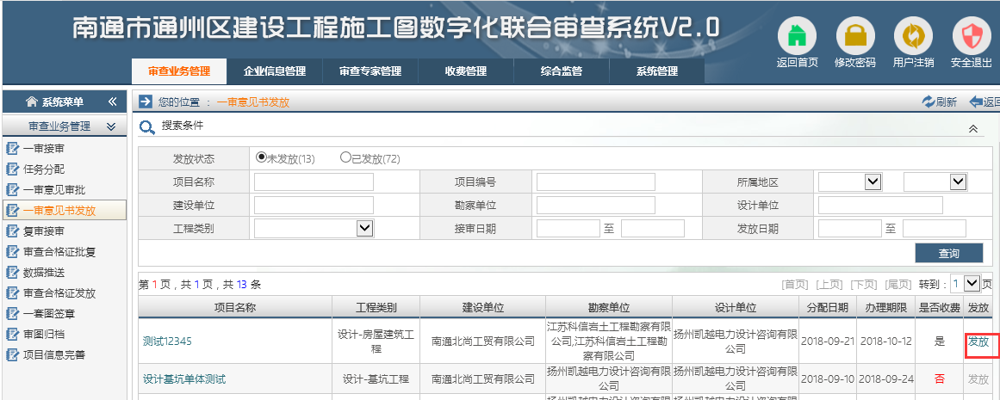 南通市通州区建设工程施工图数字化联合审查系统V2.0
返回首页 修改密码 用户注销 安全退出
审查业务管理 企业信息管理 审查专家管理 收费管理 综合监管 系统管理
系统菜单
审查业务管理
一审接审
任务分配
一审意见审批
一审意见书发放
复审接审
审查合格证批复
数据推送
审查合格证发放
一套图签章
审图归档
项目信息完善
您的位置 ： 一审意见书发放 刷新 返回
搜索条件
发放状态 未发放(13) 已发放(72)
项目名称 项目编号 所属地区
建设单位 勘察单位 设计单位
工程类别 接审日期 至 发放日期 至
查询
第 1 页 , 共 1 页 , 共 13 条 [首页] [上页] [下页] [尾页] 转到： 1 页
项目名称 工程类别 建设单位 勘察单位 设计单位 分配日期 办理期限 是否收费 发放
测试12345 设计-房屋建筑工程 南通北尚工贸有限公司 江苏科信岩土工程勘察有限公司,江苏科信岩土工程勘察有限公司 扬州凯越电力设计咨询有限公司 2018-09-21 2018-10-12 是 发放
设计基坑单体测试 设计-基坑工程 南通北尚工贸有限公司 扬州凯越电力设计咨询有限公司 扬州凯越电力设计咨询有限公司 2018-09-10 2018-09-24 否 发放